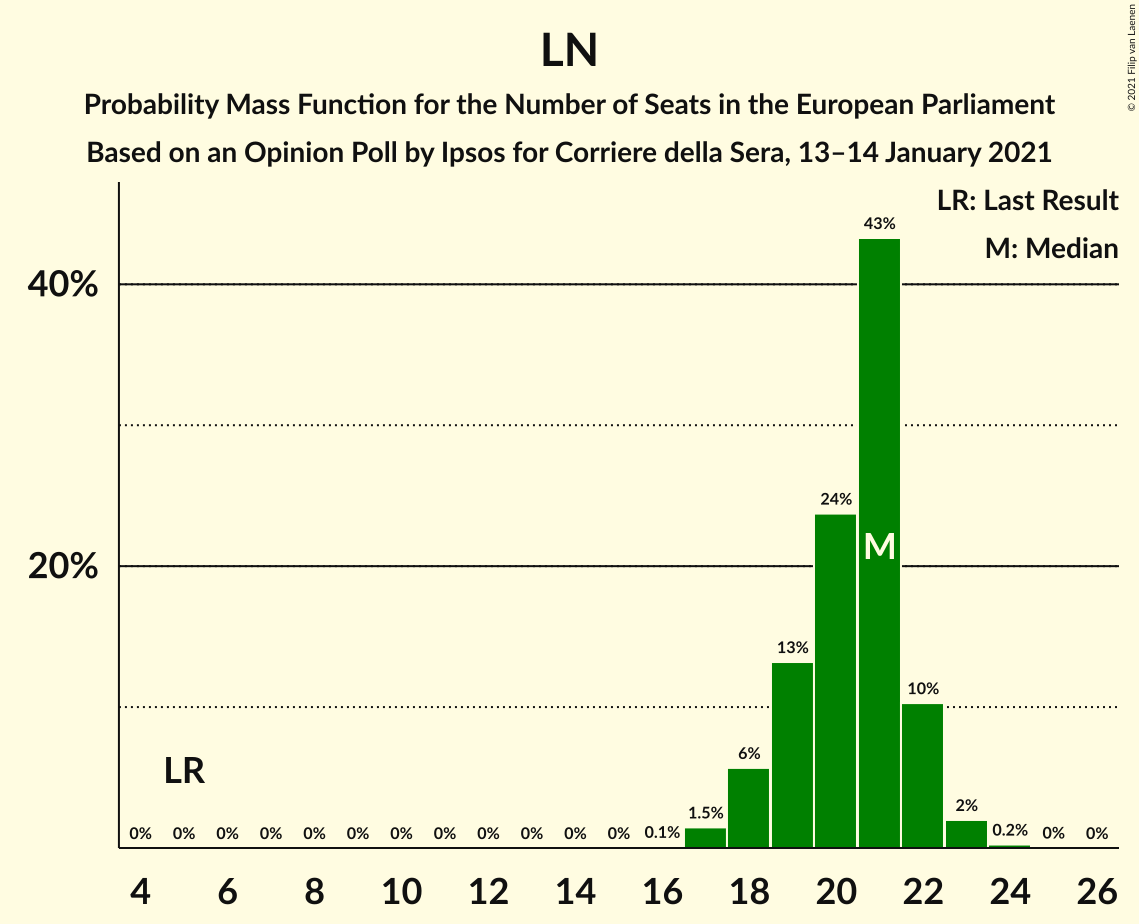 LN
Probability Mass Function for the Number of Seats in the European Parliament
Based on an Opinion Poll by Ipsos for Corriere della Sera, 13–14 January 2021
© 2021 Filip van Laenen
LR: Last Result
M: Median
40%
20%
43%
24%
M
13%
10%
6%
LR
0% 0% 0% 0% 0% 0% 0% 0% 0% 0% 0% 0% 0.1% 1.5% 2% 0.2% 0% 0%
4 6 8 10 12 14 16 18 20 22 24 26